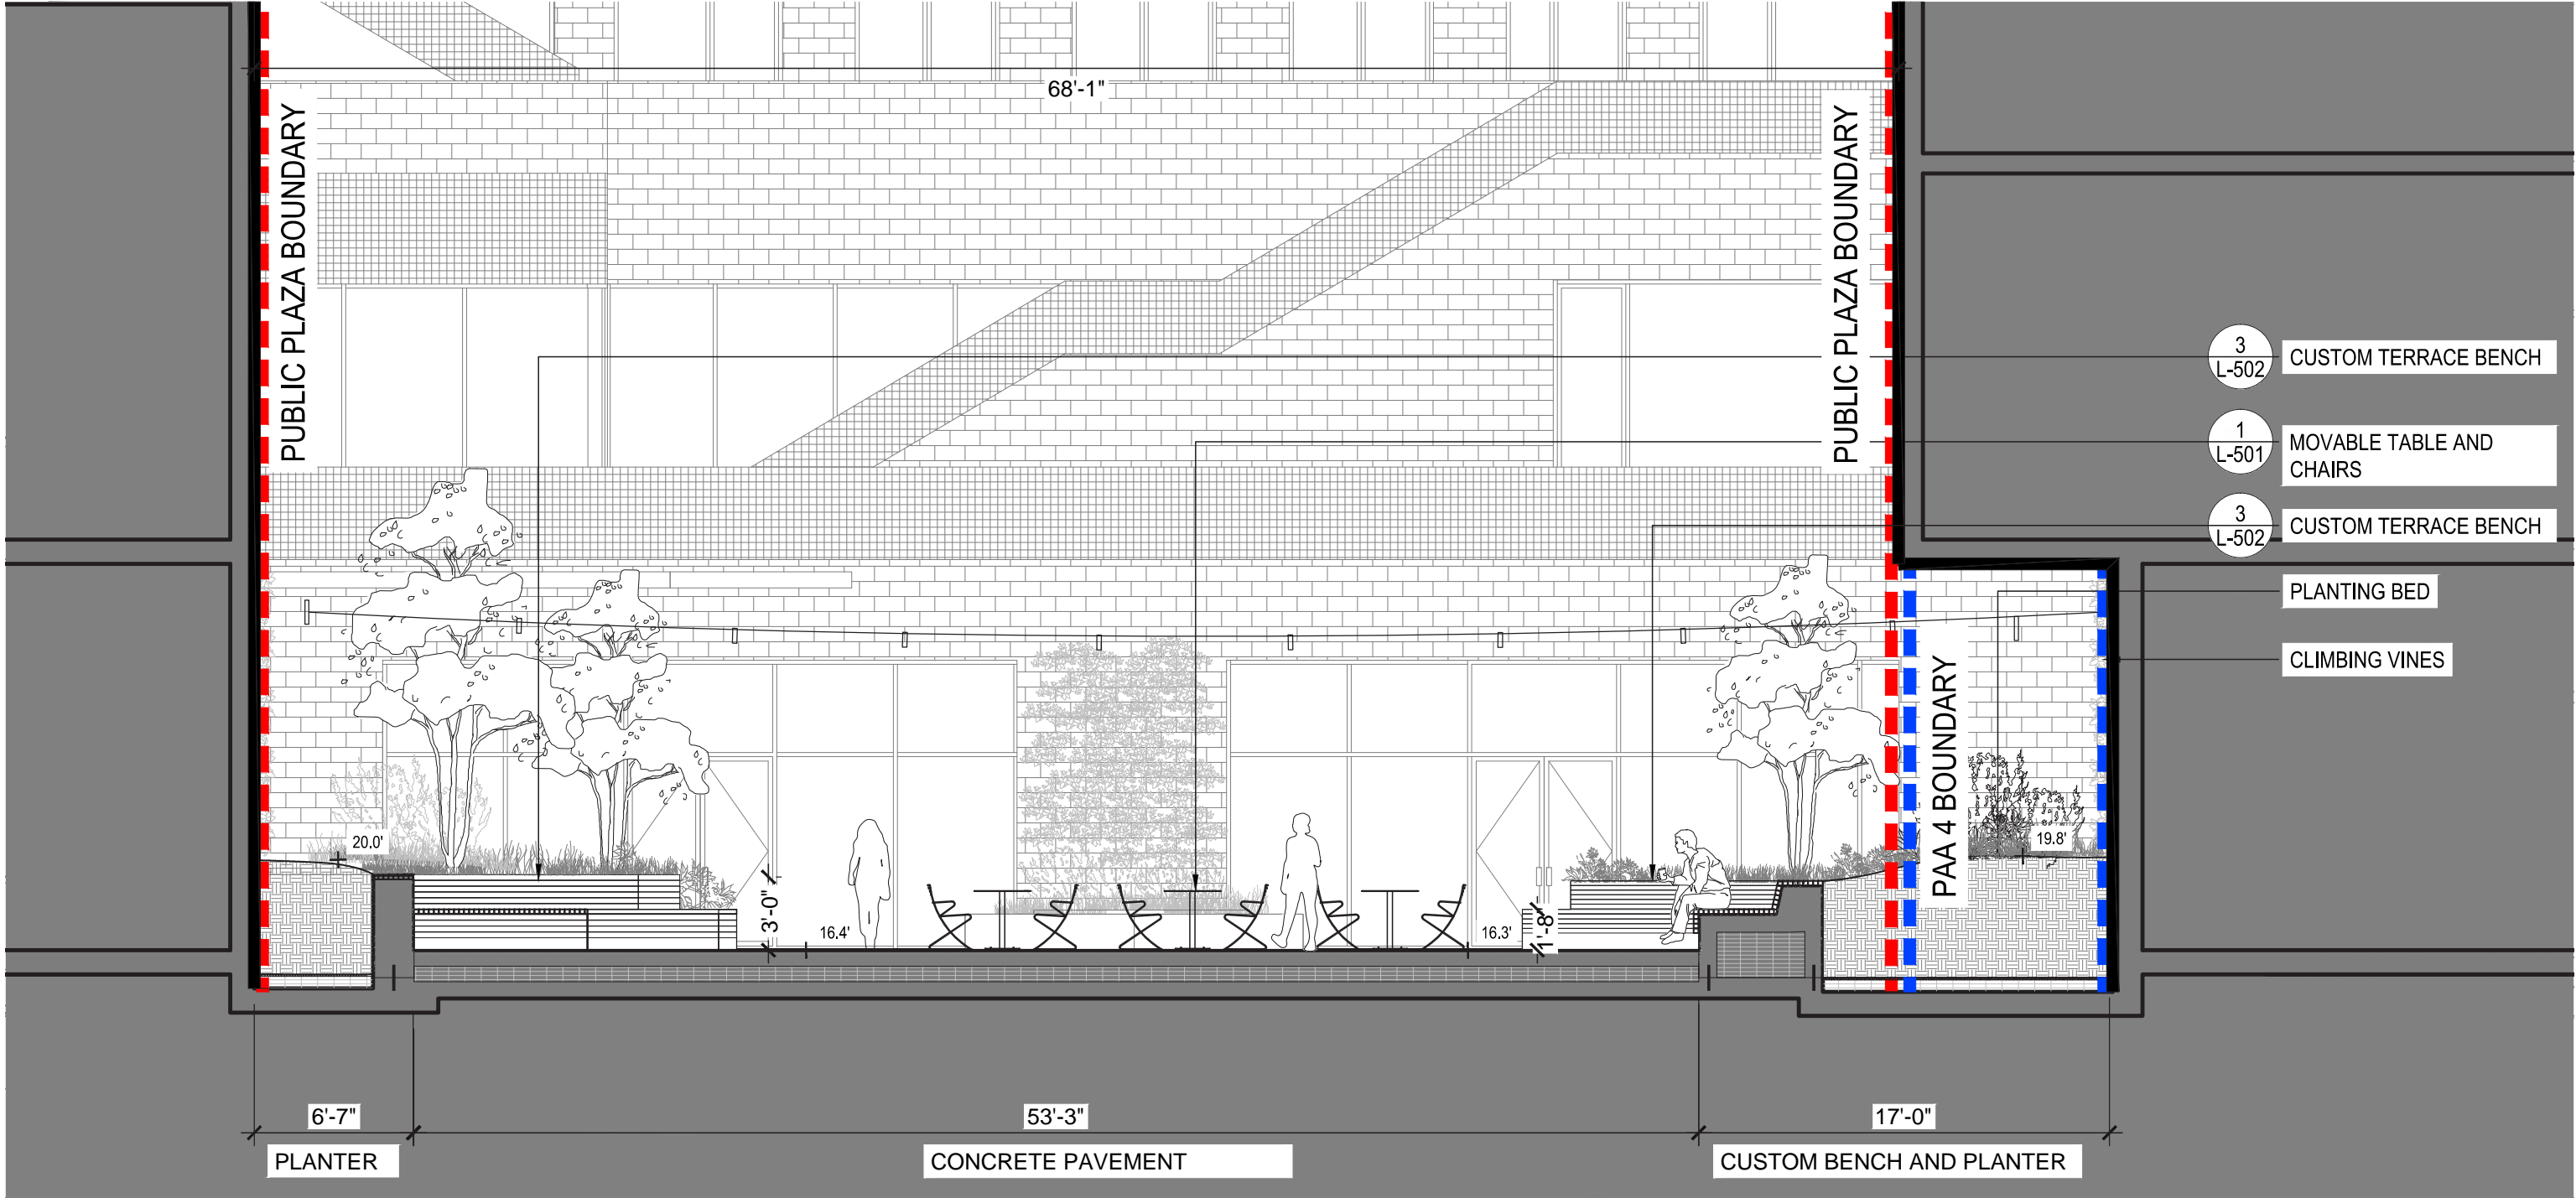 68'-1"
PUBLIC PLAZA BOUNDARY
PUBLIC PLAZA BOUNDARY
3
L-502
CUSTOM TERRACE BENCH
1
L-501
MOVABLE TABLE AND
CHAIRS
3
L-502
CUSTOM TERRACE BENCH
PLANTING BED
CLIMBING VINES
PAA 4 BOUNDARY
20.0'
19.8'
3'-0"
16.4'
16.3'
1'-8"
6'-7"
53'-3"
17'-0"
PLANTER
CONCRETE PAVEMENT
CUSTOM BENCH AND PLANTER